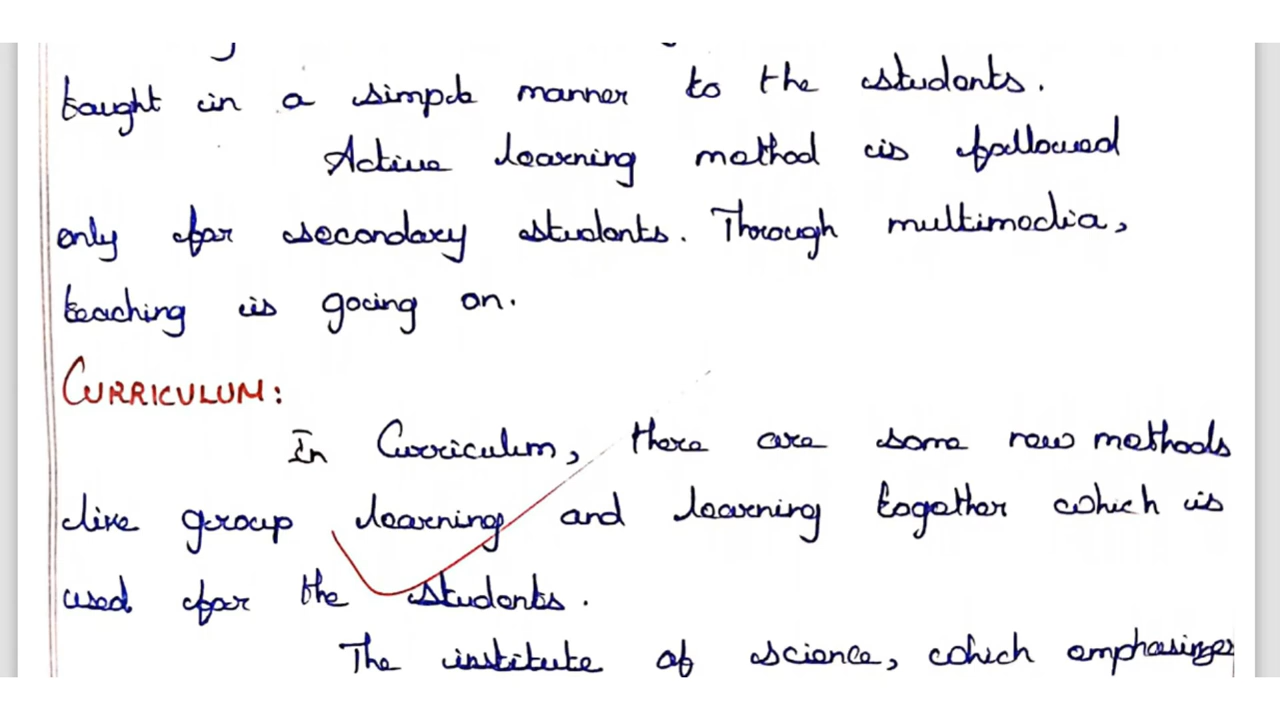 taught in a simple manner to the students.
Active learning method is followed
only for secondary students. Through multimedia,
teaching is going on.
CURRICULUM:
In Curriculum, there are some new methods
like group learning and learning together which is
used for the students.
The institute of science, which emphasizes